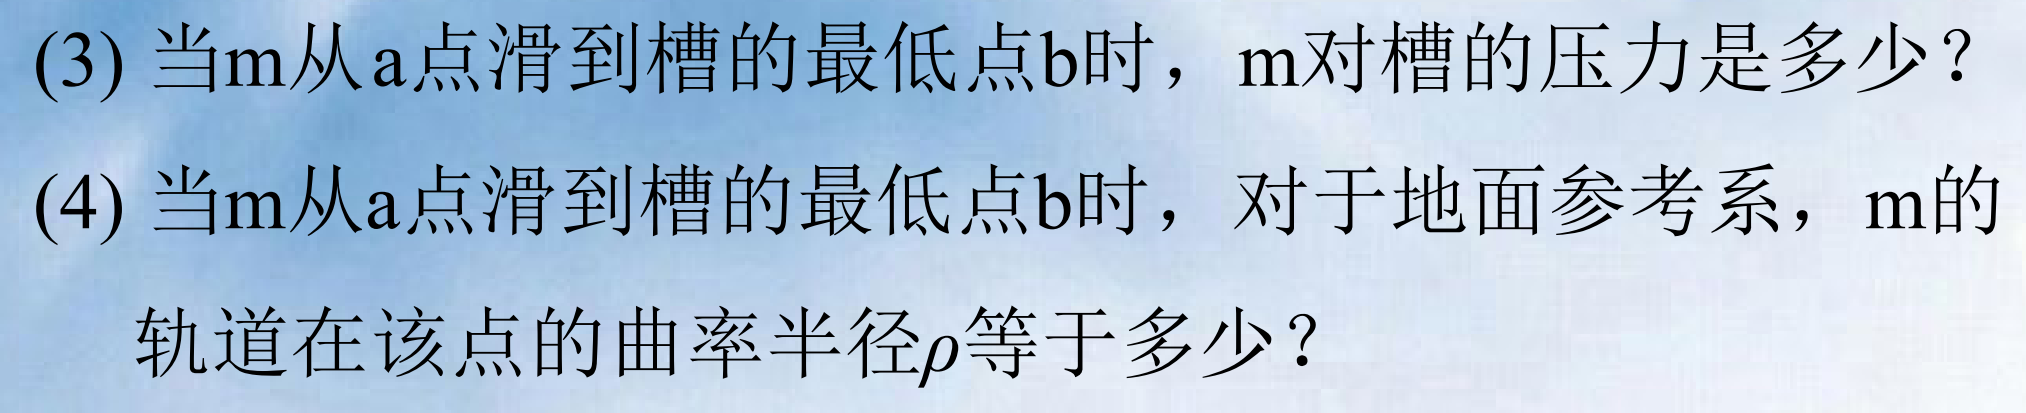 (3) 当m从a点滑到槽的最低点b时，m对槽的压力是多少？
(4) 当m从a点滑到槽的最低点b时，对于地面参考系，m的
轨道在该点的曲率半径ρ等于多少？